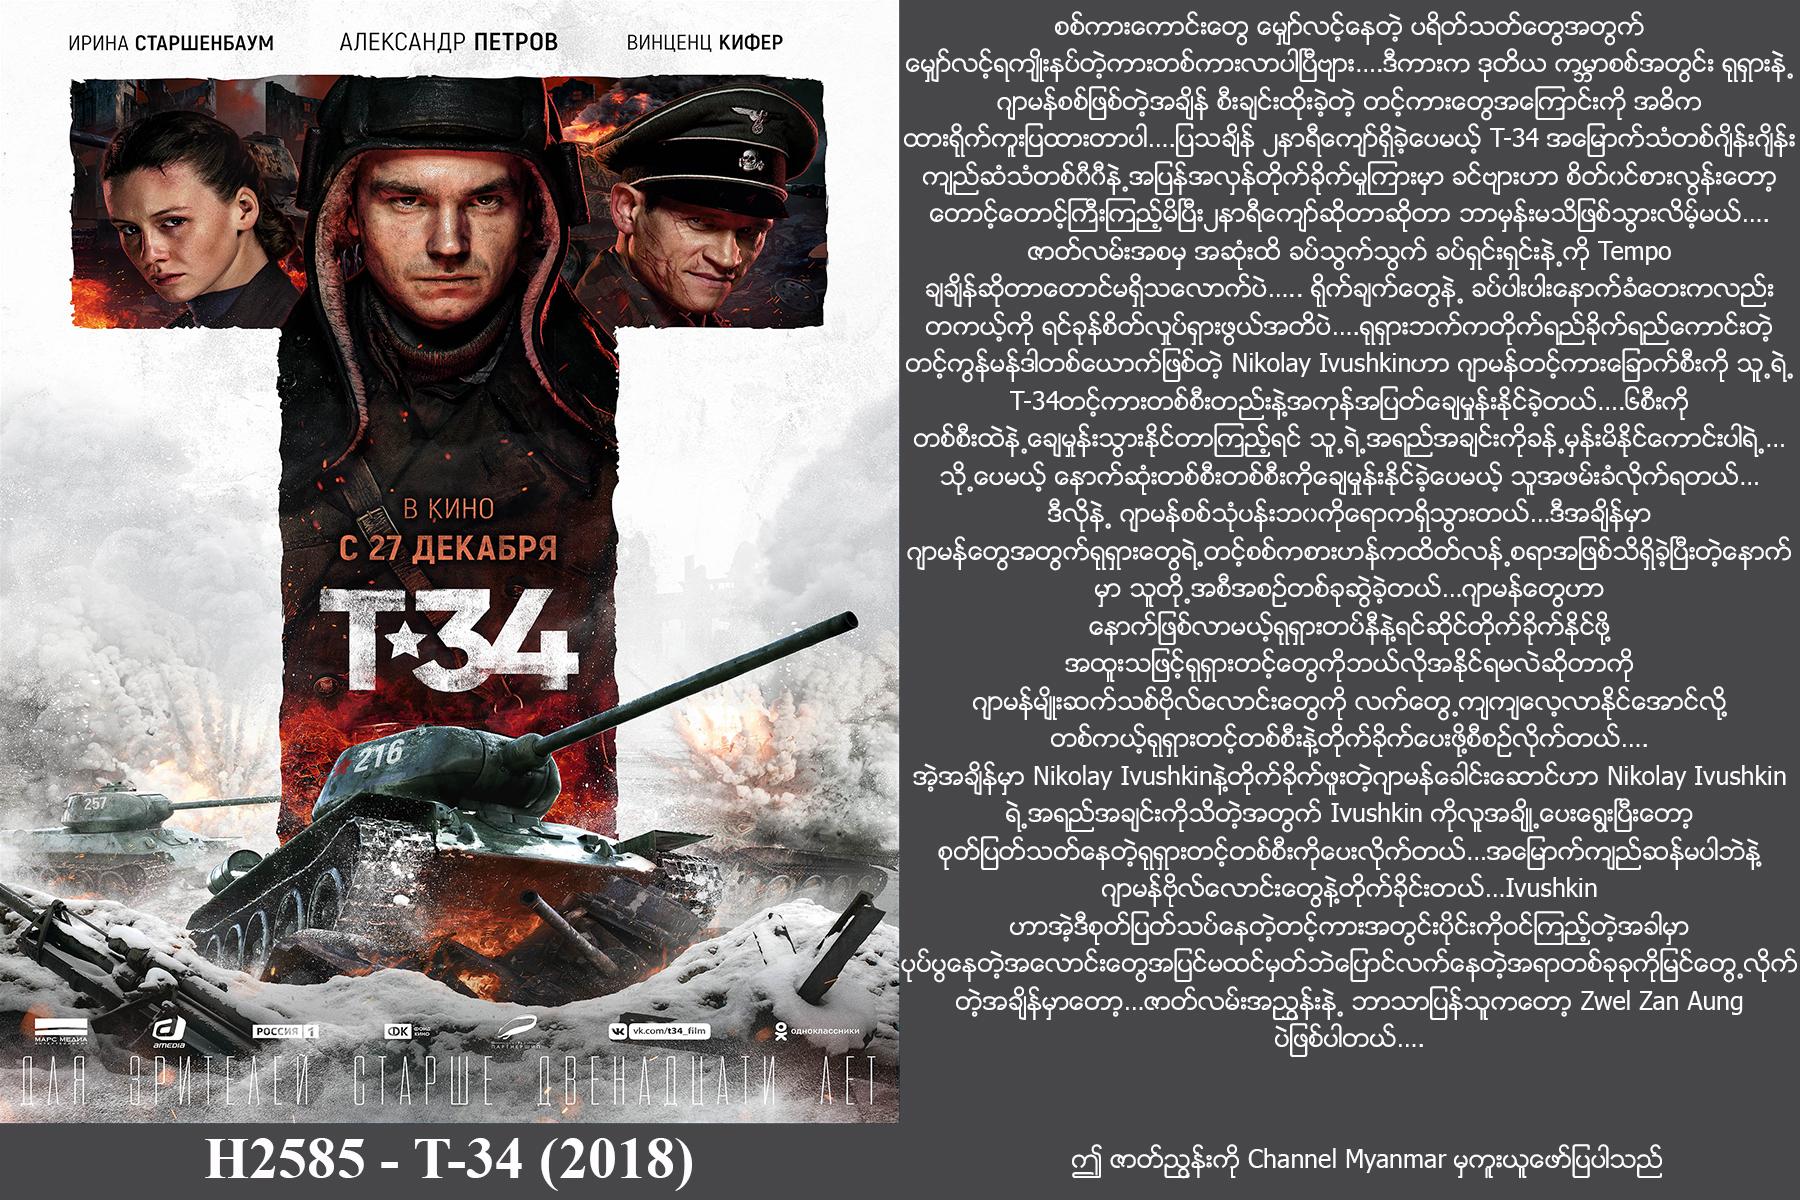 ИРИНА СТАРШЕНБАУМ
АЛЕКСАНДР ПЕТРОВ
ВИНЦЕНЦ КИФЕР
В КИНО
С 27 ДЕКАБРЯ
Т★34
216
257
МАРС МЕДИА
ENTERTAINMENT
AMEDIA
РОССИЯ 1
ФК ФОНД КИНО
vk.com/t34_film
одноклассники
ДЛЯ ЗРИТЕЛЕЙ СТАРШЕ ДВЕНАДЦАТИ ЛЕТ
H2585 - T-34 (2018)
စစ်ကားကောင်းတွေ မျှော်လင့်နေတဲ့ ပရိတ်သတ်တွေအတွက်
မျှော်လင့်ရကျိုးနပ်တဲ့ကားတစ်ကားလာပါပြီဗျား....ဒီကားက ဒုတိယ ကမ္ဘာစစ်အတွင်း ရုရှားနဲ့
ဂျာမန်စစ်ဖြစ်တဲ့အချိန် စီးချင်းထိုးခဲ့တဲ့ တင့်ကားတွေအကြောင်းကို အဓိက
ထားရိုက်ကူးပြထားတာပါ....ပြသချိန် ၂နာရီကျော်ရှိခဲ့ပေမယ့် T-34 အမြောက်သံတစ်ဂျိန်းဂျိန်း
ကျည်ဆံသံတစ်ဂီဂီနဲ့အပြန်အလှန်တိုက်ခိုက်မှုကြားမှာ ခင်ဗျားဟာ စိတ်ဂင်စားလွန်းတော့
တောင့်တောင့်ကြီးကြည့်မိပြီး၂နာရီကျော်ဆိုတာဆိုတာ ဘာမှန်းမသိဖြစ်သွားလိမ့်မယ်....
ဇာတ်လမ်းအစမှ အဆုံးထိ ခပ်သွက်သွက် ခပ်ရှင်းရှင်းနဲ့ကို Tempo
ချချိန်ဆိုတာတောင်မရှိသလောက်ပဲ..... ရိုက်ချက်တွေနဲ့ ခပ်ပါးပါးနောက်ခံတေးကလည်း
တကယ့်ကို ရင်ခုန်စိတ်လှုပ်ရှားဖွယ်အတိပဲ....ရုရှားဘက်ကတိုက်ရည်ခိုက်ရည်ကောင်းတဲ့
တင့်ကွန်မန်ဒါတစ်ယောက်ဖြစ်တဲ့ Nikolay Ivushkinဟာ ဂျာမန်တင့်ကားခြောက်စီးကို သူ့ရဲ့
T-34တင့်ကားတစ်စီးတည်းနဲ့အကုန်အပြတ်ချေမှုန်းနိုင်ခဲ့တယ်....၆စီးကို
တစ်စီးထဲနဲ့ချေမှုန်းသွားနိုင်တာကြည့်ရင် သူ့ရဲ့အရည်အချင်းကိုခန့်မှန်းမိနိုင်ကောင်းပါရဲ့...
သို့ပေမယ့် နောက်ဆုံးတစ်စီးတစ်စီးကိုချေမှုန်းနိုင်ခဲ့ပေမယ့် သူအဖမ်းခံလိုက်ရတယ်...
ဒီလိုနဲ့ ဂျာမန်စစ်သုံ့ပန်းဘဝကိုရောကရှိသွားတယ်...ဒီအချိန်မှာ
ဂျာမန်တွေအတွက်ရုရှားတွေရဲ့တင့်စစ်ကစားဟန်ကထိတ်လန့်စရာအဖြစ်သိရှိခဲ့ပြီးတဲ့နောက်
မှာ သူတို့အစီအစဉ်တစ်ခုဆွဲခဲ့တယ်...ဂျာမန်တွေဟာ
နောက်ဖြစ်လာမယ့်ရုရှားတပ်နီနဲ့ရင်ဆိုင်တိုက်ခိုက်နိုင်ဖို့
အထူးသဖြင့်ရုရှားတင့်တွေကိုဘယ်လိုအနိုင်ရမလဲဆိုတာကို
ဂျာမန်မျိုးဆက်သစ်ဗိုလ်လောင်းတွေကို လက်တွေ့ကျကျလေ့လာနိုင်အောင်လို့
တစ်ကယ့်ရုရှားတင့်တစ်စီးနဲ့တိုက်ခိုက်ပေးဖို့စီစဉ်လိုက်တယ်....
အဲ့အချိန်မှာ Nikolay Ivushkinနဲ့တိုက်ခိုက်ဖူးတဲ့ဂျာမန်ခေါင်းဆောင်ဟာ Nikolay Ivushkin
ရဲ့အရည်အချင်းကိုသိတဲ့အတွက် Ivushkin ကိုလူအချို့ပေးရွေးပြီးတော့
စုတ်ပြတ်သတ်နေတဲ့ရုရှားတင့်တစ်စီးကိုပေးလိုက်တယ်...အမြောက်ကျည်ဆန်မပါဘဲနဲ့
ဂျာမန်ဗိုလ်လောင်းတွေနဲ့တိုက်ခိုင်းတယ်...Ivushkin
ဟာအဲ့ဒီစုတ်ပြတ်သပ်နေတဲ့တင့်ကားအတွင်းပိုင်းကိုဝင်ကြည့်တဲ့အခါမှာ
ပုပ်ပွနေတဲ့အလောင်းတွေအပြင်မထင်မှတ်ဘဲပြောင်လက်နေတဲ့အရာတစ်ခုခုကိုမြင်တွေ့လိုက်
တဲ့အချိန်မှာတော့...ဇာတ်လမ်းအညွှန်းနဲ့ ဘာသာပြန်သူကတော့ Zwel Zan Aung
ပဲဖြစ်ပါတယ်....
ဤ ဇာတ်ညွှန်းကို Channel Myanmar မှကူးယူဖော်ပြပါသည်